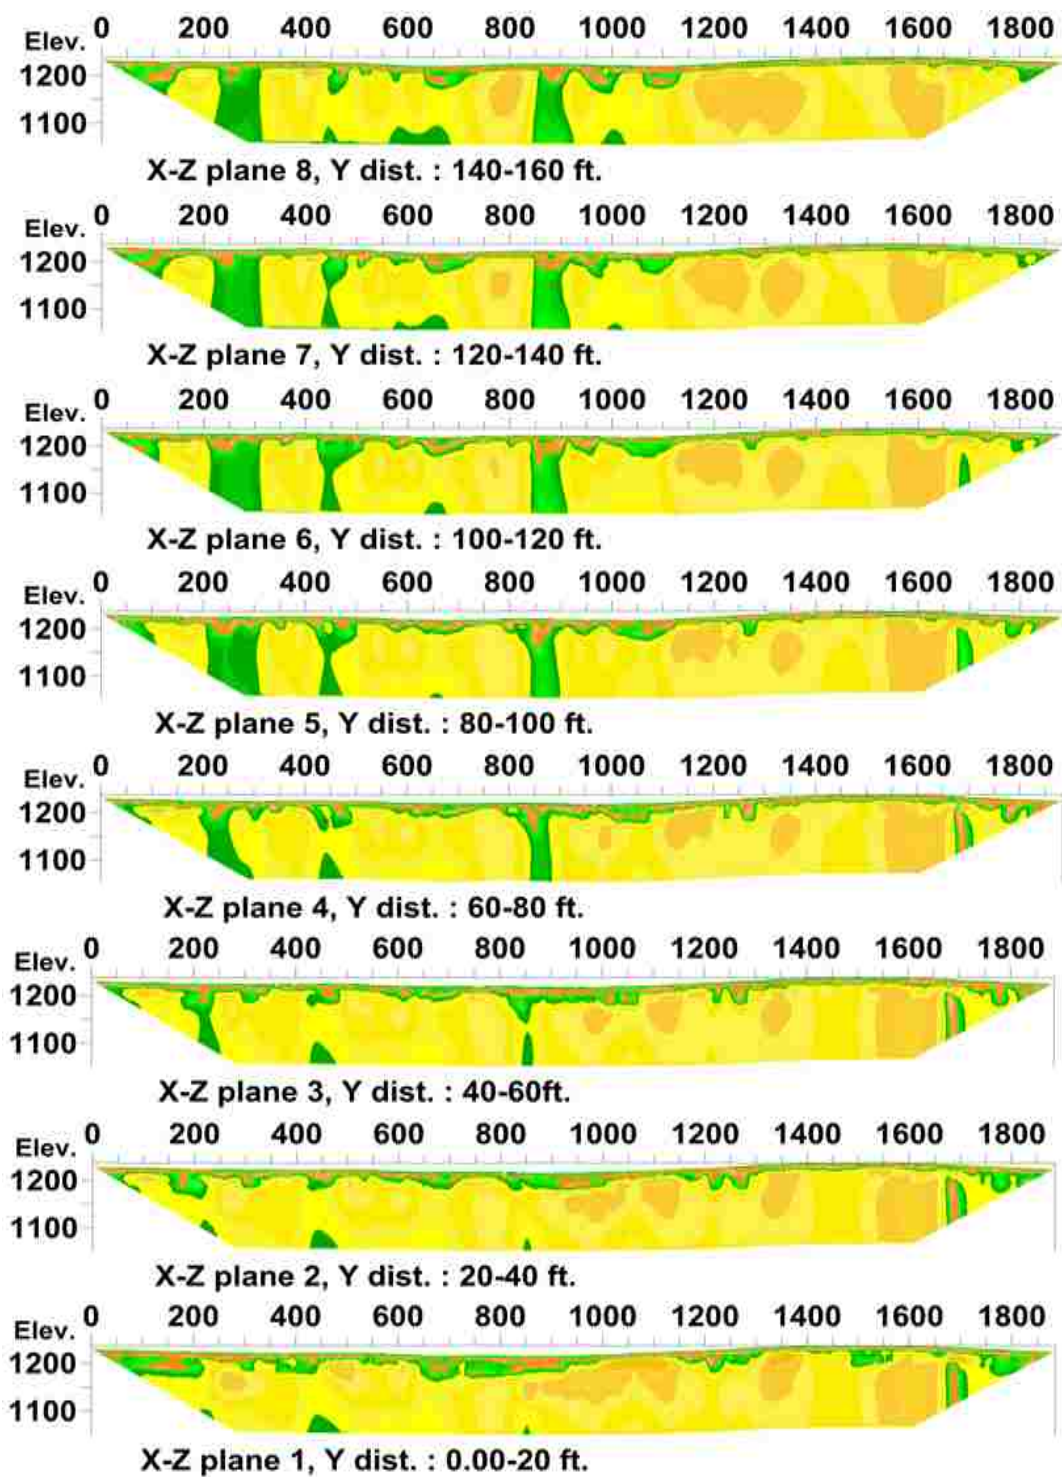 0 200 400 600 800 1000 1200 1400 1600 1800
Elev.
1200
1100
X-Z plane 8, Y dist. : 140-160 ft.
0 200 400 600 800 1000 1200 1400 1600 1800
Elev.
1200
1100
X-Z plane 7, Y dist. : 120-140 ft.
0 200 400 600 800 1000 1200 1400 1600 1800
Elev.
1200
1100
X-Z plane 6, Y dist. : 100-120 ft.
0 200 400 600 800 1000 1200 1400 1600 1800
Elev.
1200
1100
X-Z plane 5, Y dist. : 80-100 ft.
0 200 400 600 800 1000 1200 1400 1600 1800
Elev.
1200
1100
X-Z plane 4, Y dist. : 60-80 ft.
0 200 400 600 800 1000 1200 1400 1600 1800
Elev.
1200
1100
X-Z plane 3, Y dist. : 40-60ft.
0 200 400 600 800 1000 1200 1400 1600 1800
Elev.
1200
1100
X-Z plane 2, Y dist. : 20-40 ft.
0 200 400 600 800 1000 1200 1400 1600 1800
Elev.
1200
1100
X-Z plane 1, Y dist. : 0.00-20 ft.